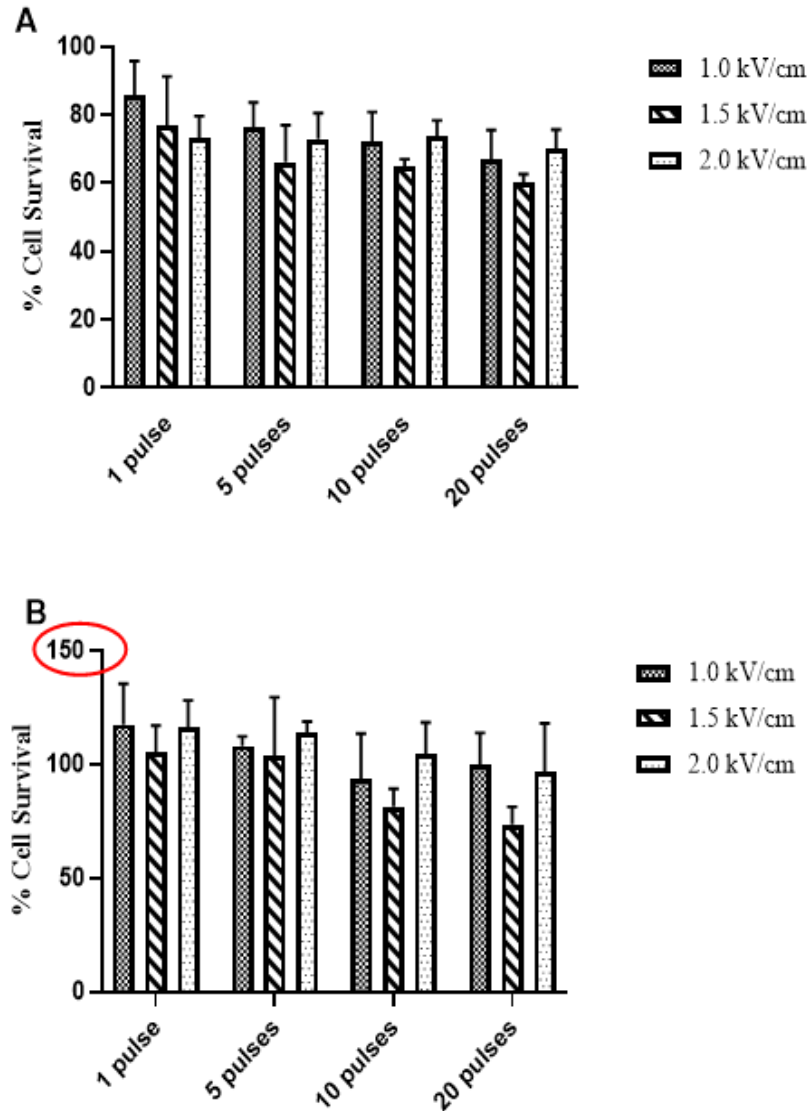 A
100
80
60
40
20
0
% Cell Survival
1 pulse
5 pulses
10 pulses
20 pulses
1.0 kV/cm
1.5 kV/cm
2.0 kV/cm
B
150
100
50
0
% Cell Survival
1 pulse
5 pulses
10 pulses
20 pulses
1.0 kV/cm
1.5 kV/cm
2.0 kV/cm